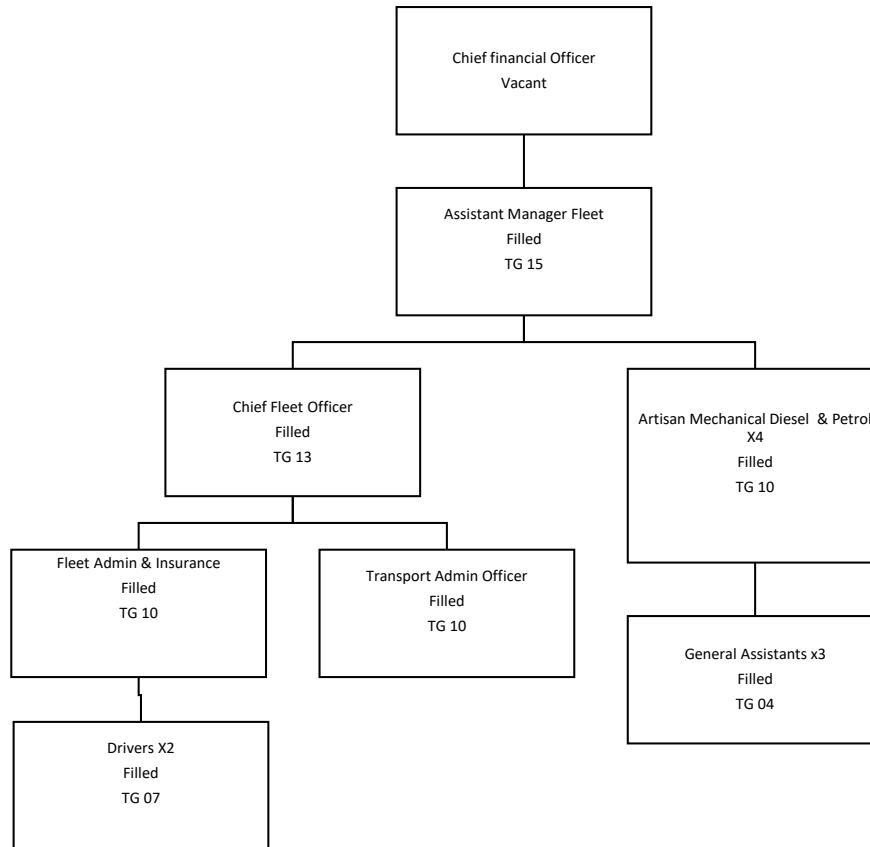 Chief financial Officer
Vacant
Assistant Manager Fleet
Filled
TG 15
Chief Fleet Officer
Filled
TG 13
Artisan Mechanical Diesel & Petrol
X4
Filled
TG 10
Fleet Admin & Insurance
Filled
TG 10
Transport Admin Officer
Filled
TG 10
General Assistants x3
Filled
TG 04
Drivers X2
Filled
TG 07